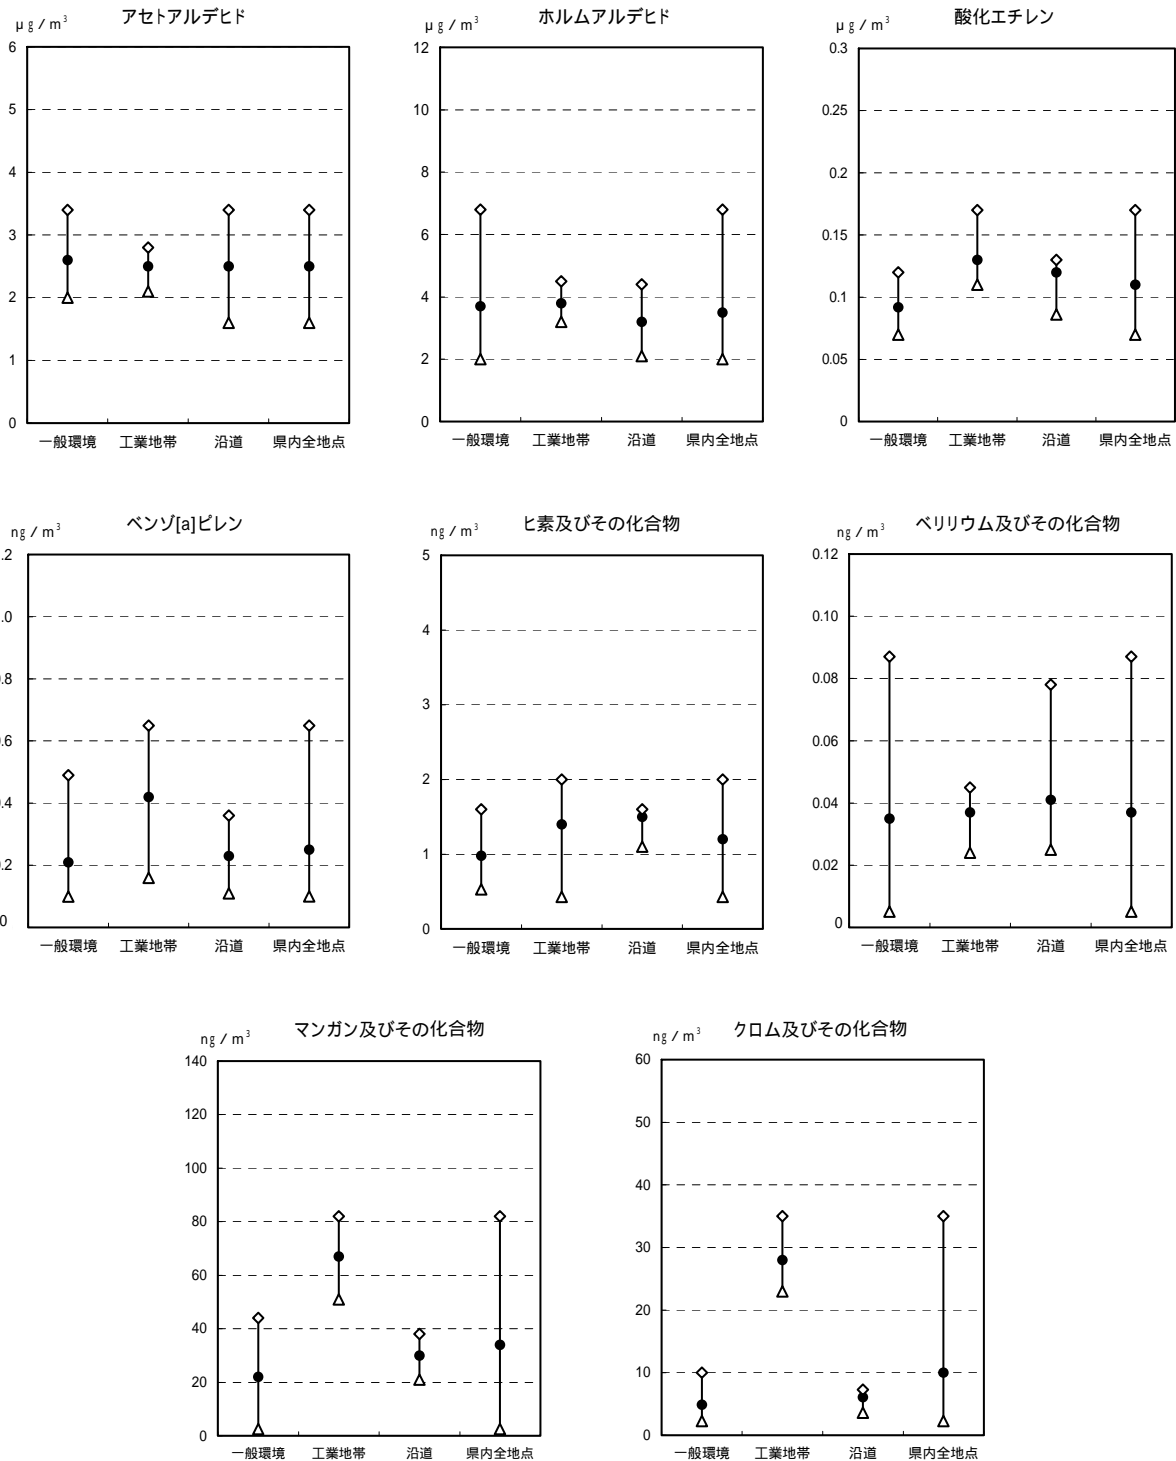 アセトアルデヒド
μg/m³
6
5
4
3
2
1
0
一般環境 工業地帯 沿道 県内全地点
ホルムアルデヒド
μg/m³
12
10
8
6
4
2
0
一般環境 工業地帯 沿道 県内全地点
酸化エチレン
μg/m³
0.3
0.25
0.2
0.15
0.1
0.05
0
一般環境 工業地帯 沿道 県内全地点
ベンゾ[a]ピレン
ng/m³
.2
.0
0.8
0.6
0.4
0.2
0
一般環境 工業地帯 沿道 県内全地点
ヒ素及びその化合物
ng/m³
5
4
3
2
1
0
一般環境 工業地帯 沿道 県内全地点
ベリリウム及びその化合物
ng/m³
0.12
0.10
0.08
0.06
0.04
0.02
0
一般環境 工業地帯 沿道 県内全地点
マンガン及びその化合物
ng/m³
140
120
100
80
60
40
20
0
一般環境 工業地帯 沿道 県内全地点
クロム及びその化合物
ng/m³
60
50
40
30
20
10
0
一般環境 工業地帯 沿道 県内全地点